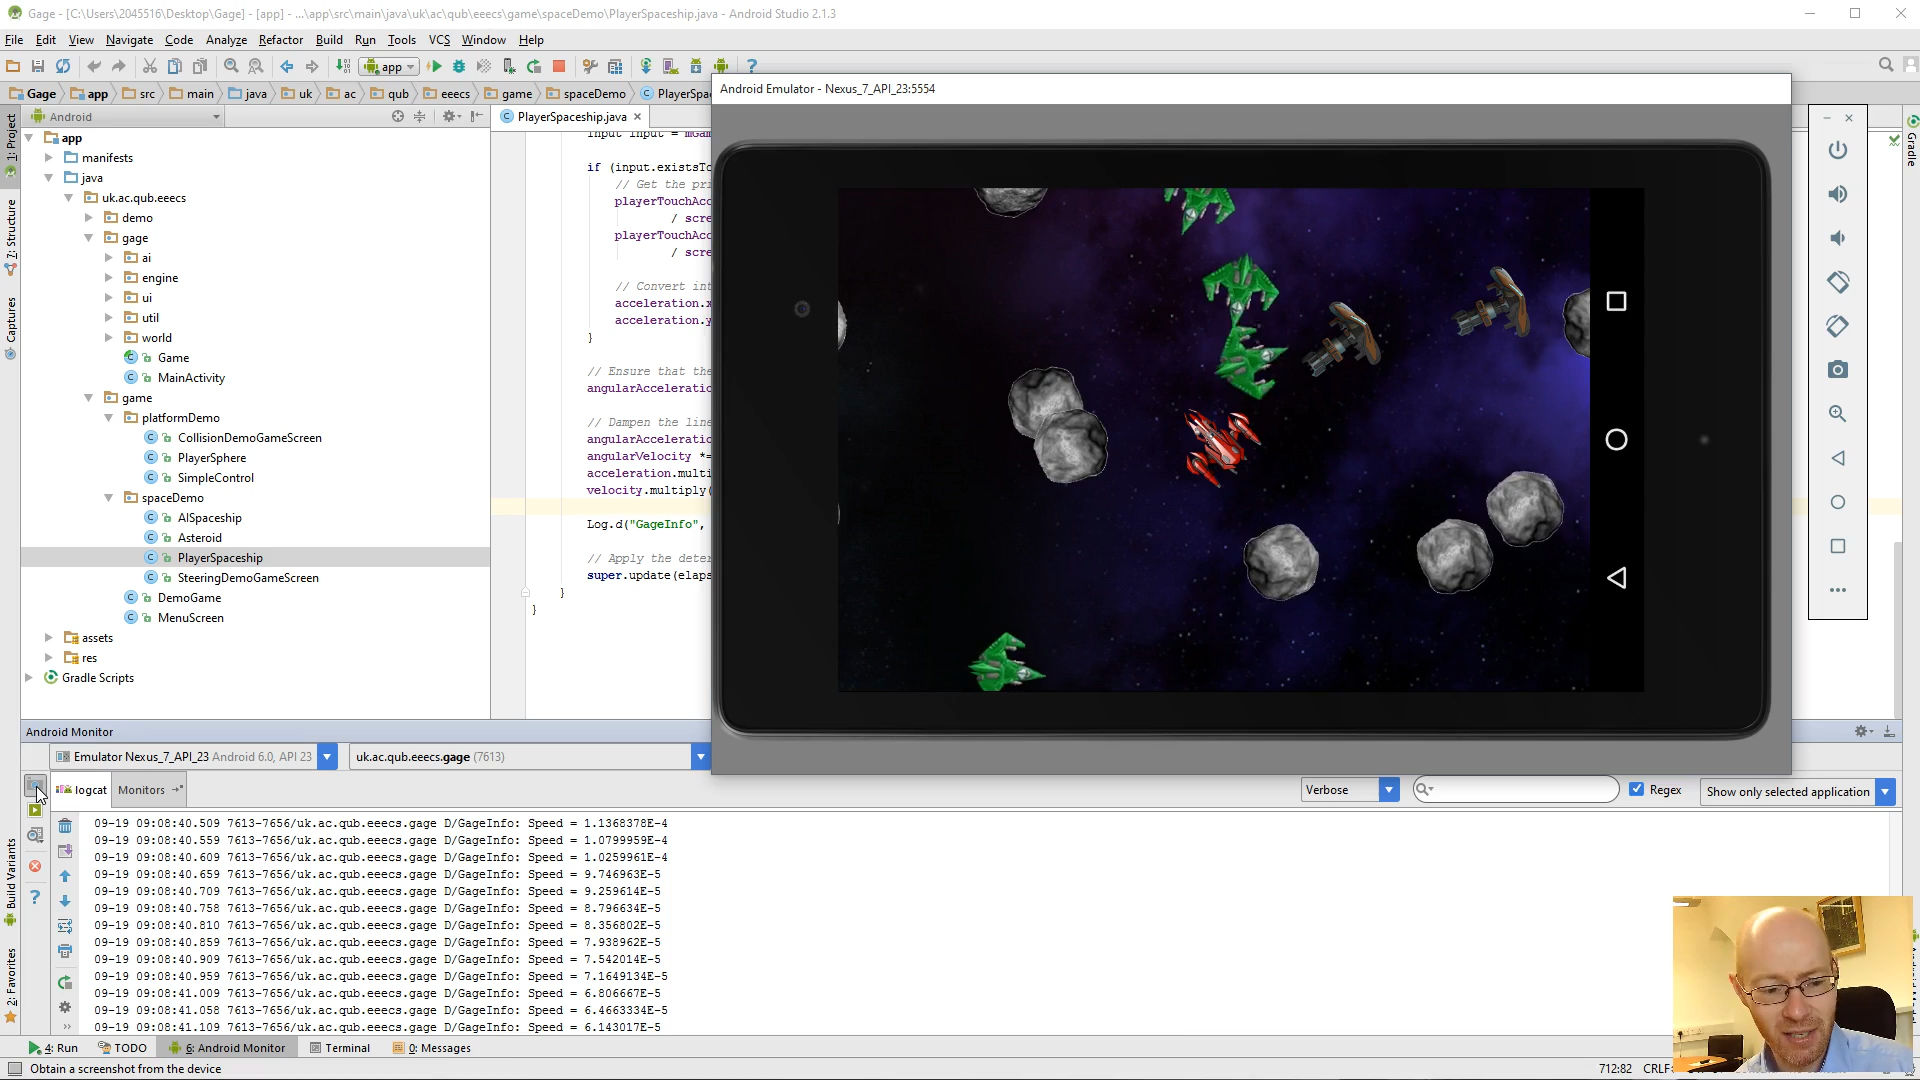 Gage - [C:\Users\2045516\Desktop\Gage] - [app] - ...\app\src\main\java\uk\ac\qub\eeecs\game\spaceDemo\PlayerSpaceship.java - Android Studio 2.1.3
File Edit View Navigate Code Analyze Refactor Build Run Tools VCS Window Help
app
Gage app src main java uk ac qub eeecs game spaceDemo PlayerSpac
Android Emulator - Nexus_7_API_23:5554
Android
PlayerSpaceship.java
1: Project
7: Structure
Captures
Build Variants
2: Favorites
Gradle
app
manifests
java
uk.ac.qub.eeecs
demo
gage
ai
engine
ui
util
world
Game
MainActivity
game
platformDemo
CollisionDemoGameScreen
PlayerSphere
SimpleControl
spaceDemo
AISpaceship
Asteroid
PlayerSpaceship
SteeringDemoGameScreen
DemoGame
MenuScreen
assets
res
Gradle Scripts
Input input = mGam
if (input.existsTo
// Get the pri
playerTouchAcc
/ scre
playerTouchAcc
/ scre
// Convert int
acceleration.x
acceleration.y
}
// Ensure that the
angularAcceleratio
// Dampen the line
angularAcceleratio
angularVelocity *=
acceleration.multi
velocity.multiply(
Log.d("GageInfo",
// Apply the deter
super.update(elaps
}
}
Android Monitor
Emulator Nexus_7_API_23 Android 6.0, API 23
uk.ac.qub.eeecs.gage (7613)
logcat Monitors
Verbose
Regex
Show only selected application
09-19 09:08:40.509 7613-7656/uk.ac.qub.eeecs.gage D/GageInfo: Speed = 1.1368378E-4
09-19 09:08:40.559 7613-7656/uk.ac.qub.eeecs.gage D/GageInfo: Speed = 1.0799959E-4
09-19 09:08:40.609 7613-7656/uk.ac.qub.eeecs.gage D/GageInfo: Speed = 1.0259961E-4
09-19 09:08:40.659 7613-7656/uk.ac.qub.eeecs.gage D/GageInfo: Speed = 9.746963E-5
09-19 09:08:40.709 7613-7656/uk.ac.qub.eeecs.gage D/GageInfo: Speed = 9.259614E-5
09-19 09:08:40.758 7613-7656/uk.ac.qub.eeecs.gage D/GageInfo: Speed = 8.796634E-5
09-19 09:08:40.810 7613-7656/uk.ac.qub.eeecs.gage D/GageInfo: Speed = 8.356802E-5
09-19 09:08:40.859 7613-7656/uk.ac.qub.eeecs.gage D/GageInfo: Speed = 7.938962E-5
09-19 09:08:40.909 7613-7656/uk.ac.qub.eeecs.gage D/GageInfo: Speed = 7.542014E-5
09-19 09:08:40.959 7613-7656/uk.ac.qub.eeecs.gage D/GageInfo: Speed = 7.1649134E-5
09-19 09:08:41.009 7613-7656/uk.ac.qub.eeecs.gage D/GageInfo: Speed = 6.806667E-5
09-19 09:08:41.058 7613-7656/uk.ac.qub.eeecs.gage D/GageInfo: Speed = 6.4663334E-5
09-19 09:08:41.109 7613-7656/uk.ac.qub.eeecs.gage D/GageInfo: Speed = 6.143017E-5
4: Run TODO 6: Android Monitor Terminal 0: Messages
Obtain a screenshot from the device
712:82 CRLF